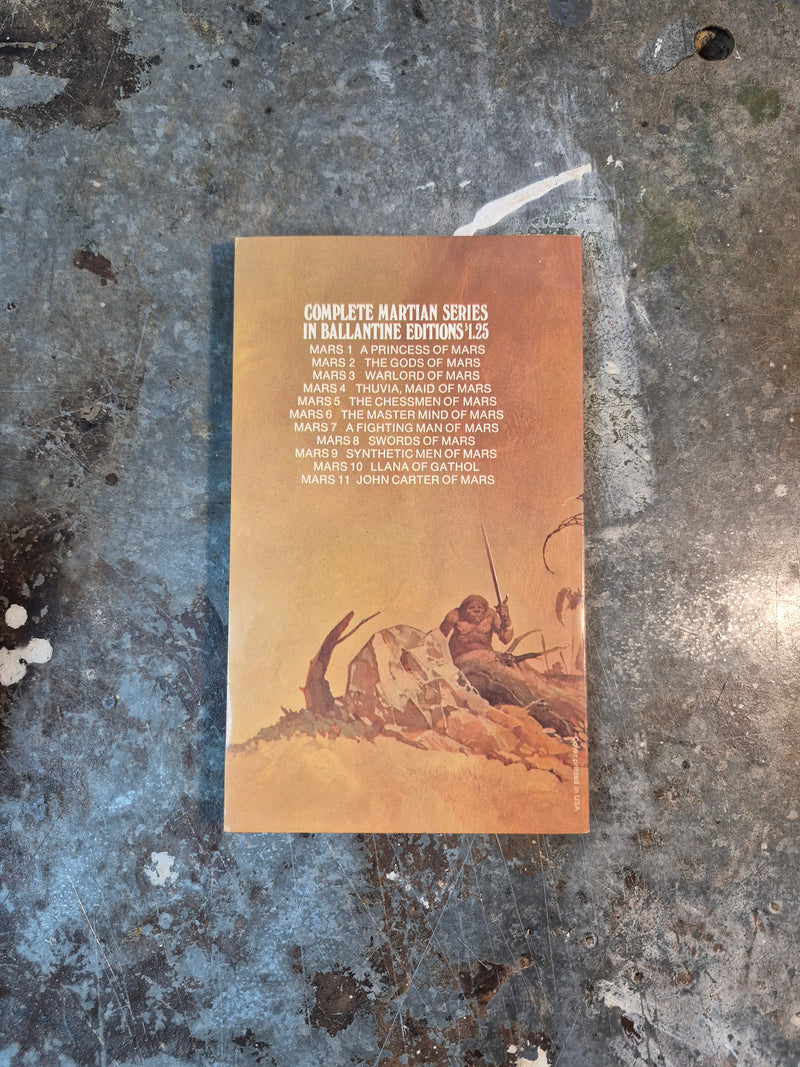 COMPLETE MARTIAN SERIES
IN BALLANTINE EDITIONS $1.25
MARS 1 A PRINCESS OF MARS
MARS 2 THE GODS OF MARS
MARS 3 WARLORD OF MARS
MARS 4 THUVIA, MAID OF MARS
MARS 5 THE CHESSMEN OF MARS
MARS 6 THE MASTER MIND OF MARS
MARS 7 A FIGHTING MAN OF MARS
MARS 8 SWORDS OF MARS
MARS 9 SYNTHETIC MEN OF MARS
MARS 10 LLANA OF GATHOL
MARS 11 JOHN CARTER OF MARS
printed in USA